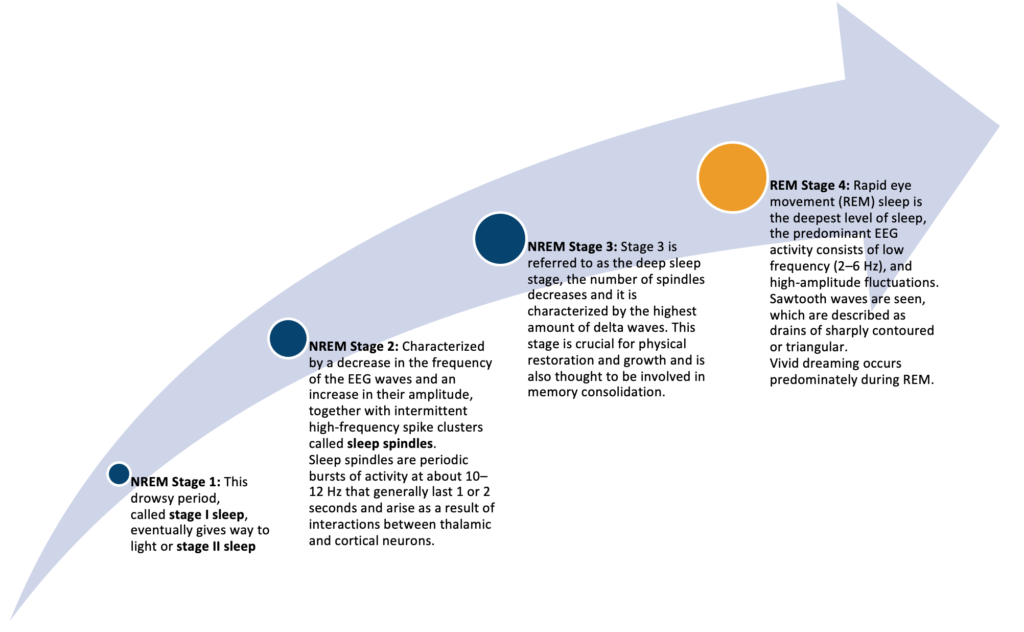 NREM Stage 1: This
drowsy period,
called stage I sleep,
eventually gives way to
light or stage II sleep
NREM Stage 2: Characterized
by a decrease in the frequency
of the EEG waves and an
increase in their amplitude,
together with intermittent
high-frequency spike clusters
called sleep spindles.
Sleep spindles are periodic
bursts of activity at about 10–
12 Hz that generally last 1 or 2
seconds and arise as a result of
interactions between thalamic
and cortical neurons.
NREM Stage 3: Stage 3 is
referred to as the deep sleep
stage, the number of spindles
decreases and it is
characterized by the highest
amount of delta waves. This
stage is crucial for physical
restoration and growth and is
also thought to be involved in
memory consolidation.
REM Stage 4: Rapid eye
movement (REM) sleep is
the deepest level of sleep,
the predominant EEG
activity consists of low
frequency (2–6 Hz), and
high-amplitude fluctuations.
Sawtooth waves are seen,
which are described as
drains of sharply contoured
or triangular.
Vivid dreaming occurs
predominately during REM.